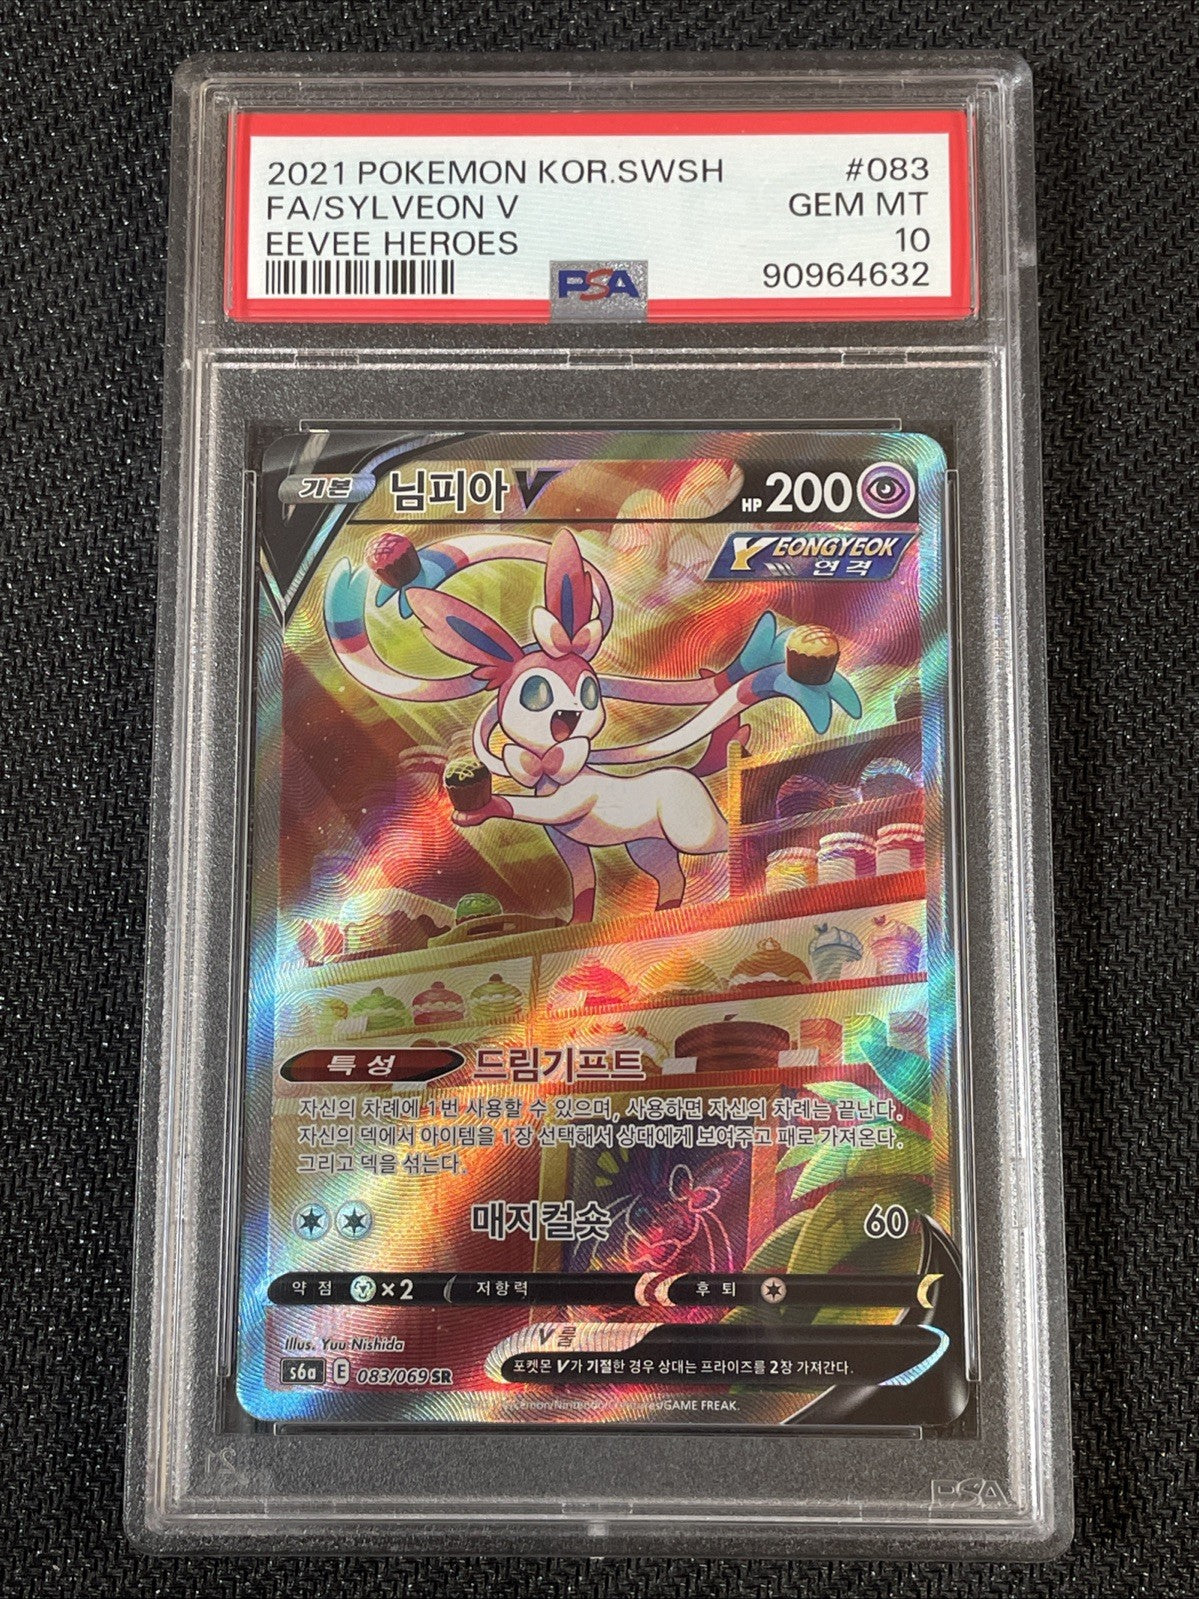 2021 POKEMON KOR.SWSH #083
FA/SYLVEON V GEM MT
EEVEE HEROES 10
PSA 90964632
기본 님피아V HP 200
YEONGYEOK
연격
특성 드림기프트
자신의 차례에 1번 사용할 수 있으며, 사용하면 자신의 차례는 끝난다.
자신의 덱에서 아이템을 1장 선택해서 상대에게 보여주고 패로 가져온다.
그리고 덱을 섞는다.
매지컬숏 60
약점 ×2 저항력 후퇴
Illus. Yuu Nishida
V룰
s6a E 083/069 SR
포켓몬 V가 기절한 경우 상대는 프라이즈를 2장 가져간다.
Pokémon/Nintendo/Creatures/GAME FREAK.
PSA